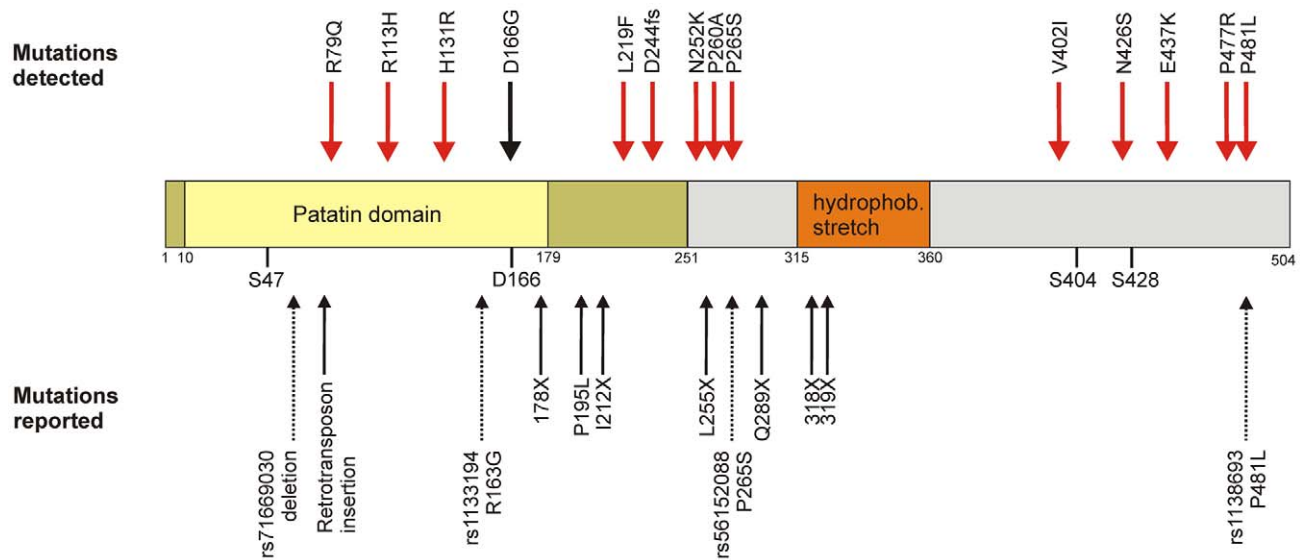 Mutations
detected
R79Q
R113H
H131R
D166G
L219F
D244fs
N252K
P260A
P265S
V402I
N426S
E437K
P477R
P481L
Patatin domain
hydrophob.
stretch
1 10 179 251 315 360 504
S47 D166 S404 S428
Mutations
reported
rs71669030
deletion
Retrotransposon
insertion
rs1133194
R163G
178X
P195L
I212X
L255X
rs56152088
P265S
Q289X
318X
319X
rs1138693
P481L